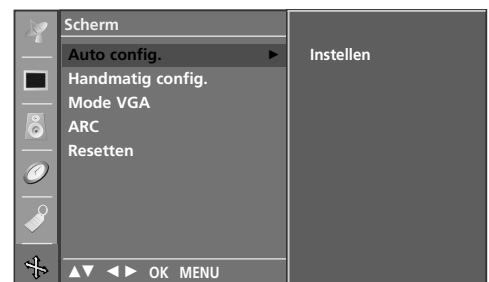 Scherm
Auto config. ►
Instellen
Handmatig config.
Mode VGA
ARC
Resetten
▲▼ ◄► OK MENU